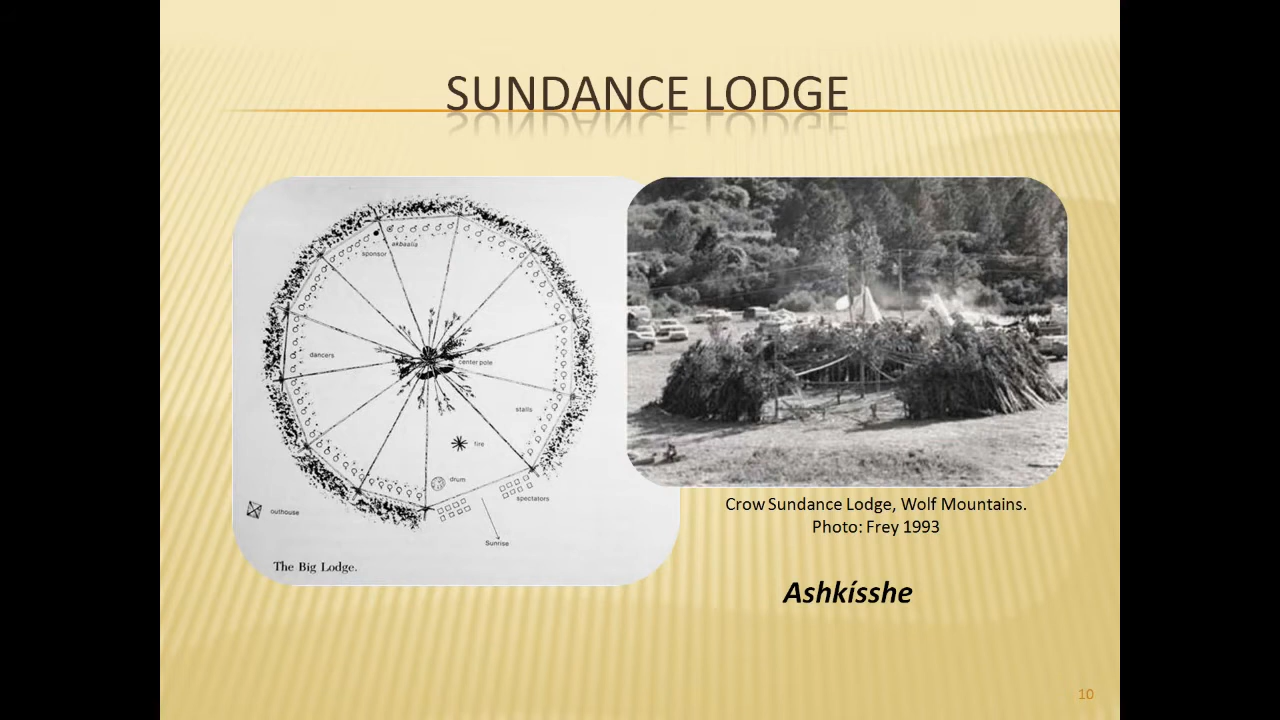 SUNDANCE LODGE
akbaalia
sponsor
dancers
center pole
stalls
fire
drum
spectators
outhouse
Sunrise
The Big Lodge.
Crow Sundance Lodge, Wolf Mountains.
Photo: Frey 1993
Ashkísshe
10